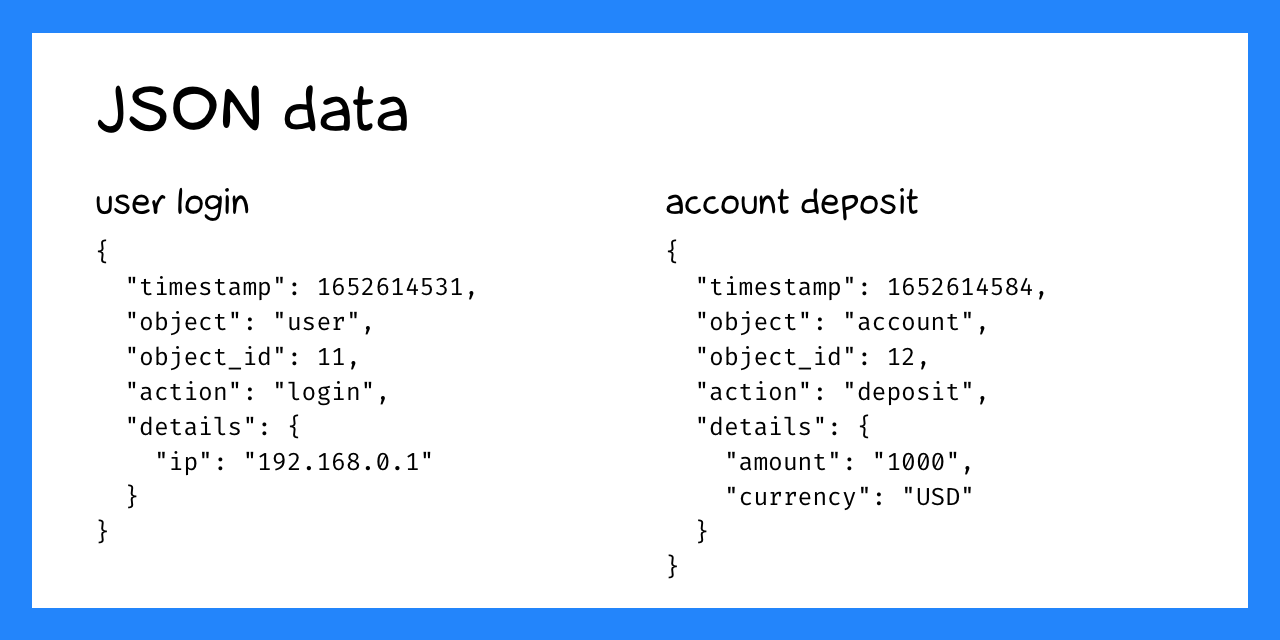 JSON data
user login
{
  "timestamp": 1652614531,
  "object": "user",
  "object_id": 11,
  "action": "login",
  "details": {
    "ip": "192.168.0.1"
  }
}
account deposit
{
  "timestamp": 1652614584,
  "object": "account",
  "object_id": 12,
  "action": "deposit",
  "details": {
    "amount": "1000",
    "currency": "USD"
  }
}